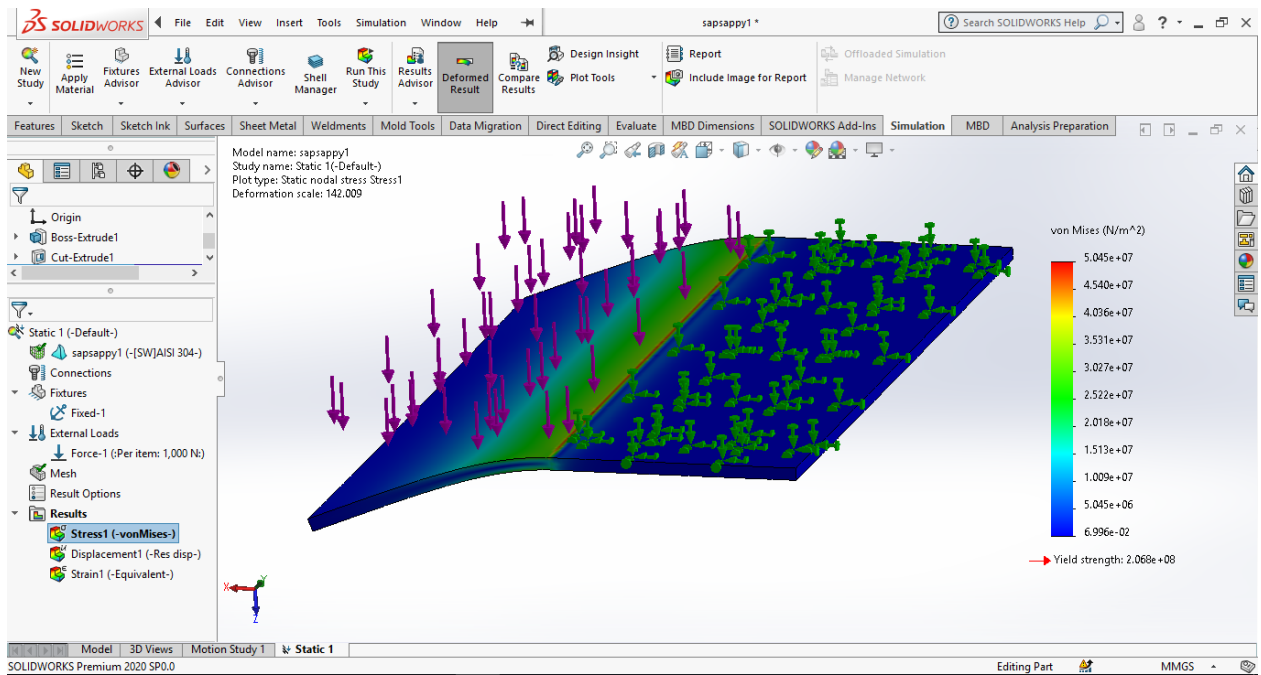 SOLIDWORKS
File Edit View Insert Tools Simulation Window Help
sapsappy1 *
Search SOLIDWORKS Help
?
New Study
Apply Material
Fixtures Advisor
External Loads Advisor
Connections Advisor
Shell Manager
Run This Study
Results Advisor
Deformed Result
Compare Results
Design Insight
Plot Tools
Report
Include Image for Report
Offloaded Simulation
Manage Network
Features Sketch Sketch Ink Surfaces Sheet Metal Weldments Mold Tools Data Migration Direct Editing Evaluate MBD Dimensions SOLIDWORKS Add-Ins Simulation MBD Analysis Preparation
Origin
Boss-Extrude1
Cut-Extrude1
Static 1 (-Default-)
sapsappy1 (-[SW]AISI 304-)
Connections
Fixtures
Fixed-1
External Loads
Force-1 (:Per item: 1,000 N:)
Mesh
Result Options
Results
Stress1 (-vonMises-)
Displacement1 (-Res disp-)
Strain1 (-Equivalent-)
Model name: sapsappy1
Study name: Static 1(-Default-)
Plot type: Static nodal stress Stress1
Deformation scale: 142.009
von Mises (N/m^2)
5.045e+07
4.540e+07
4.036e+07
3.531e+07
3.027e+07
2.522e+07
2.018e+07
1.513e+07
1.009e+07
5.045e+06
6.996e-02
Yield strength: 2.068e+08
X
Y
Z
Model 3D Views Motion Study 1 Static 1
SOLIDWORKS Premium 2020 SP0.0
Editing Part
MMGS